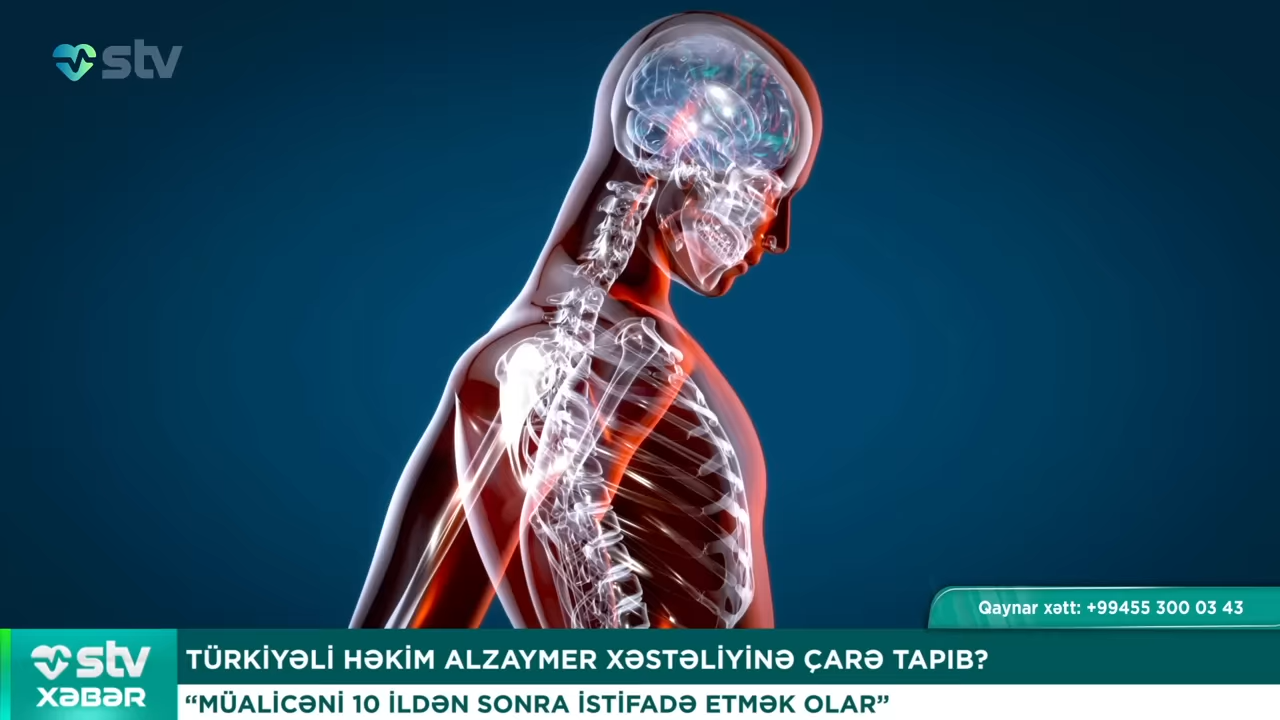 stv
Qaynar xətt: +99455 300 03 43
stv
XƏBƏR
TÜRKİYƏLİ HƏKİM ALZAYMER XƏSTƏLİYİNƏ ÇARƏ TAPIB?
“MÜALİCƏNİ 10 İLDƏN SONRA İSTİFADƏ ETMƏK OLAR”